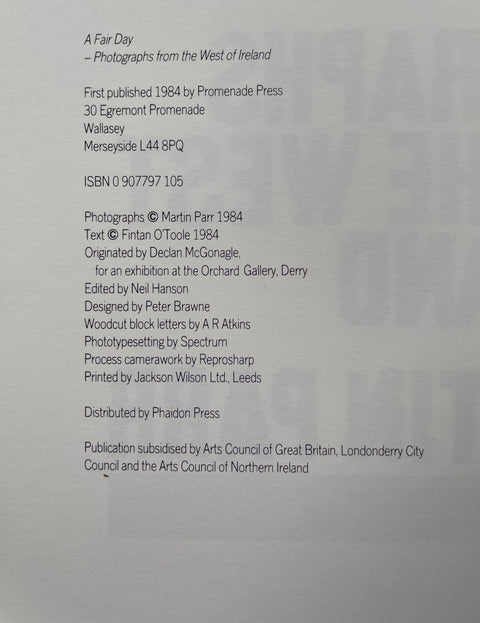 A Fair Day
– Photographs from the West of Ireland
First published 1984 by Promenade Press
30 Egremont Promenade
Wallasey
Merseyside L44 8PQ
ISBN 0 907797 105
Photographs © Martin Parr 1984
Text © Fintan O'Toole 1984
Originated by Declan McGonagle,
for an exhibition at the Orchard Gallery, Derry
Edited by Neil Hanson
Designed by Peter Brawne
Woodcut block letters by A R Atkins
Phototypesetting by Spectrum
Process camerawork by Reprosharp
Printed by Jackson Wilson Ltd., Leeds
Distributed by Phaidon Press
Publication subsidised by Arts Council of Great Britain, Londonderry City
Council and the Arts Council of Northern Ireland